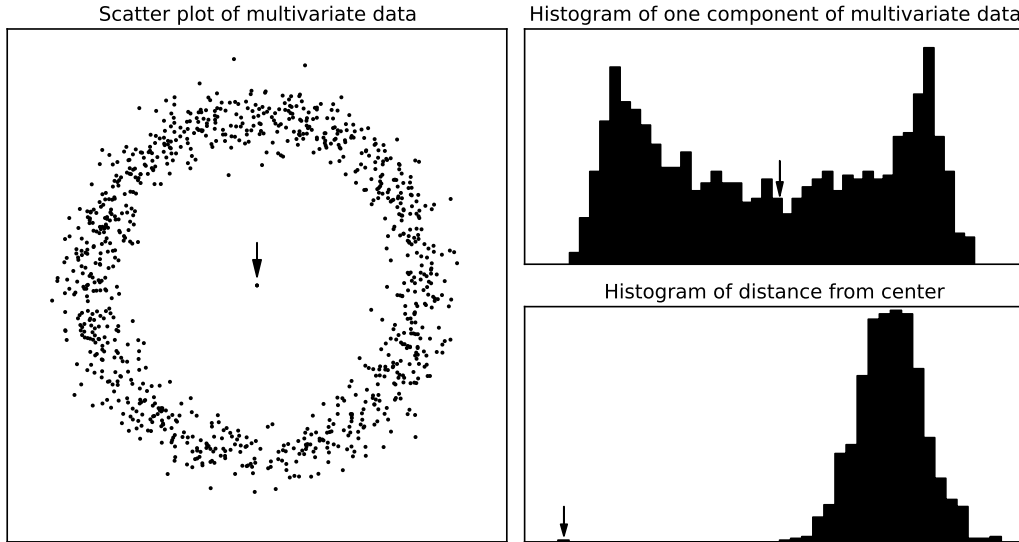 Scatter plot of multivariate data
Histogram of one component of multivariate data
Histogram of distance from center